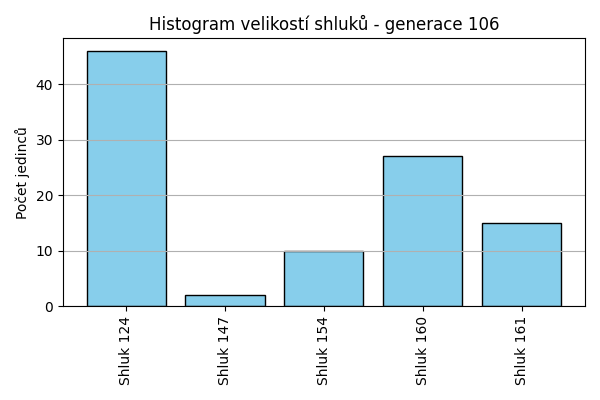 Histogram velikostí shluků - generace 106
Počet jedinců
40
30
20
10
0
Shluk 124
Shluk 147
Shluk 154
Shluk 160
Shluk 161